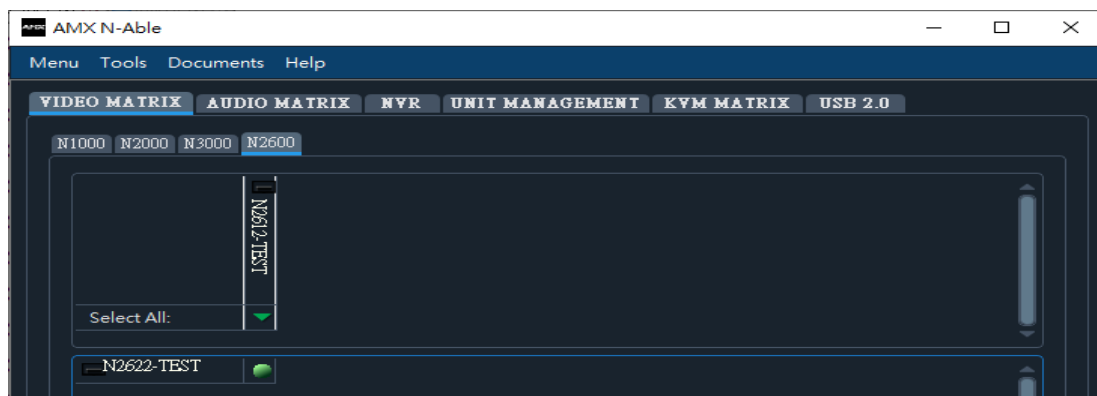 AMX AMX N-Able
Menu Tools Documents Help
VIDEO MATRIX AUDIO MATRIX NVR UNIT MANAGEMENT KVM MATRIX USB 2.0
N1000 N2000 N3000 N2600
N2612-TEST
Select All:
N2622-TEST